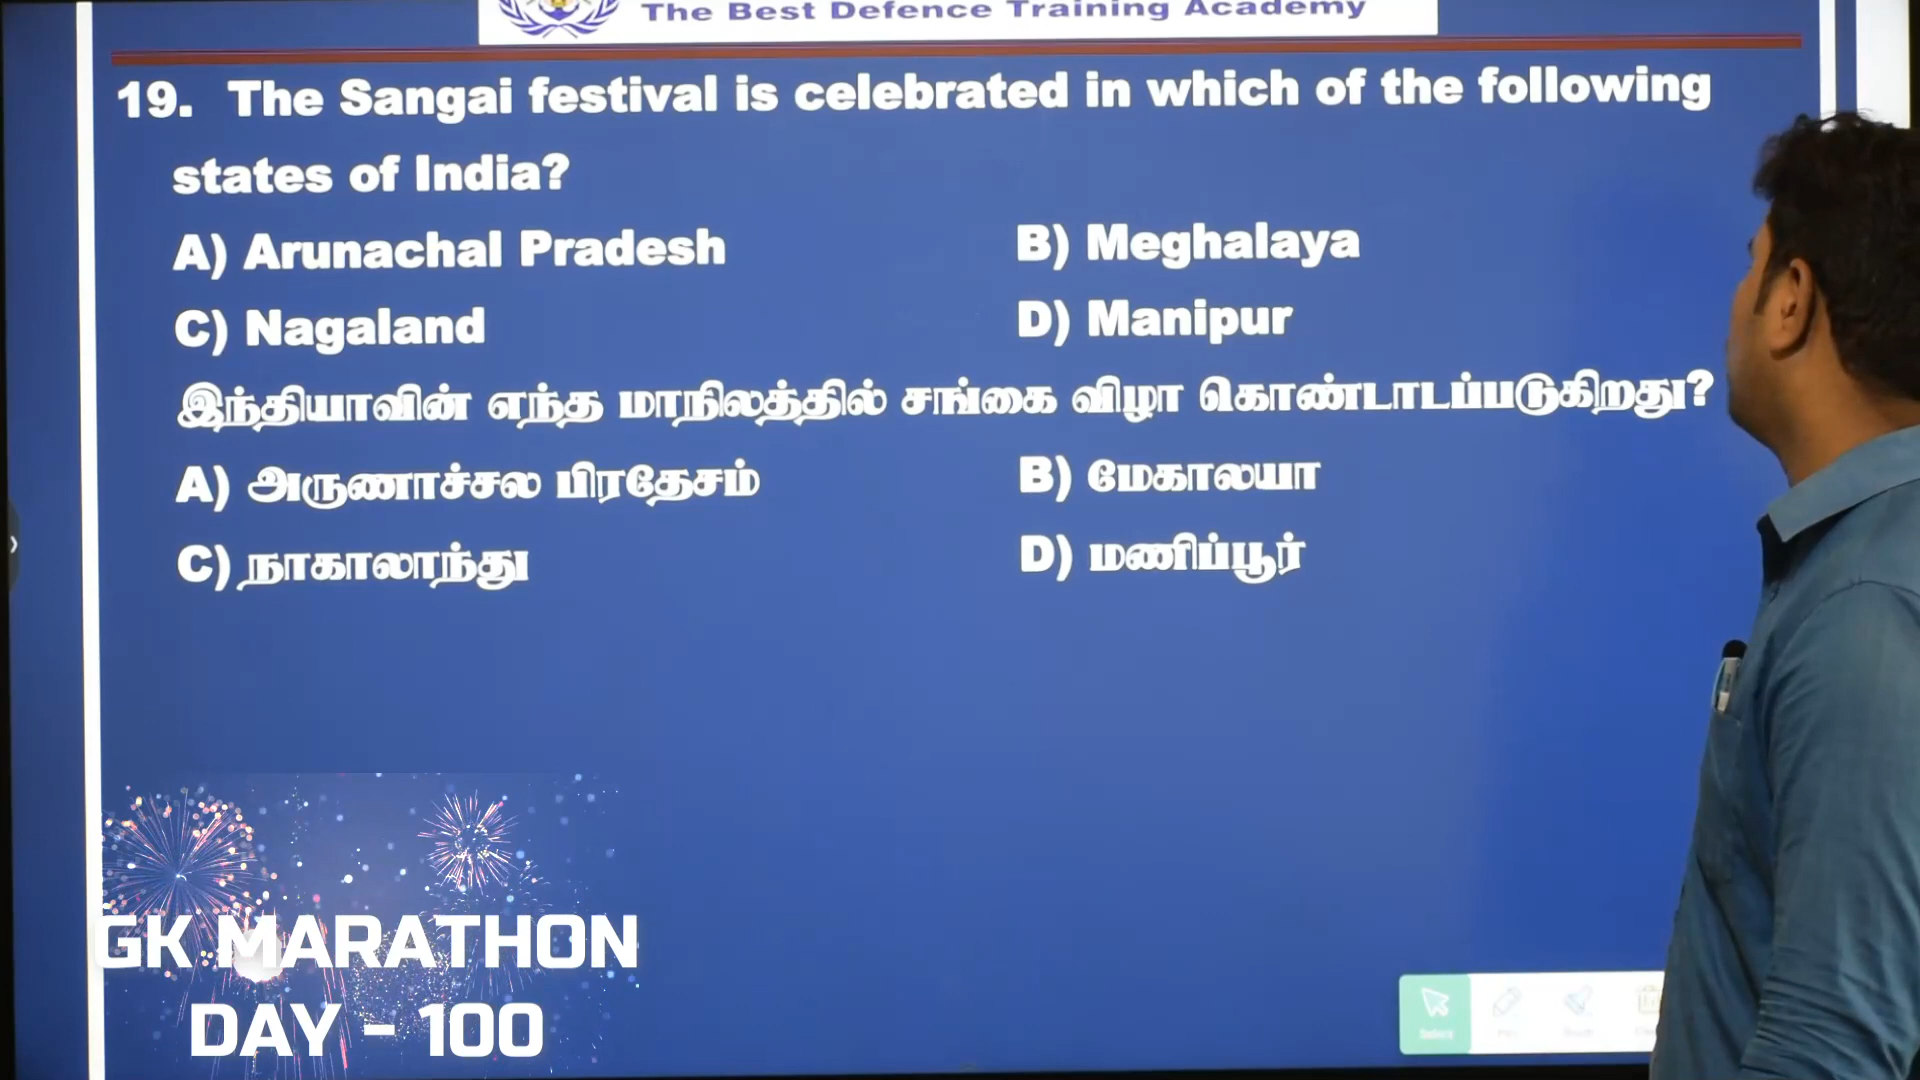 The Best Defence Training Academy
19. The Sangai festival is celebrated in which of the following
states of India?
A) Arunachal Pradesh B) Meghalaya
C) Nagaland D) Manipur
இந்தியாவின் எந்த மாநிலத்தில் சங்கை விழா கொண்டாடப்படுகிறது?
A) அருணாச்சல பிரதேசம் B) மேகாலயா
C) நாகாலாந்து D) மணிப்பூர்
GK MARATHON
DAY - 100
Select